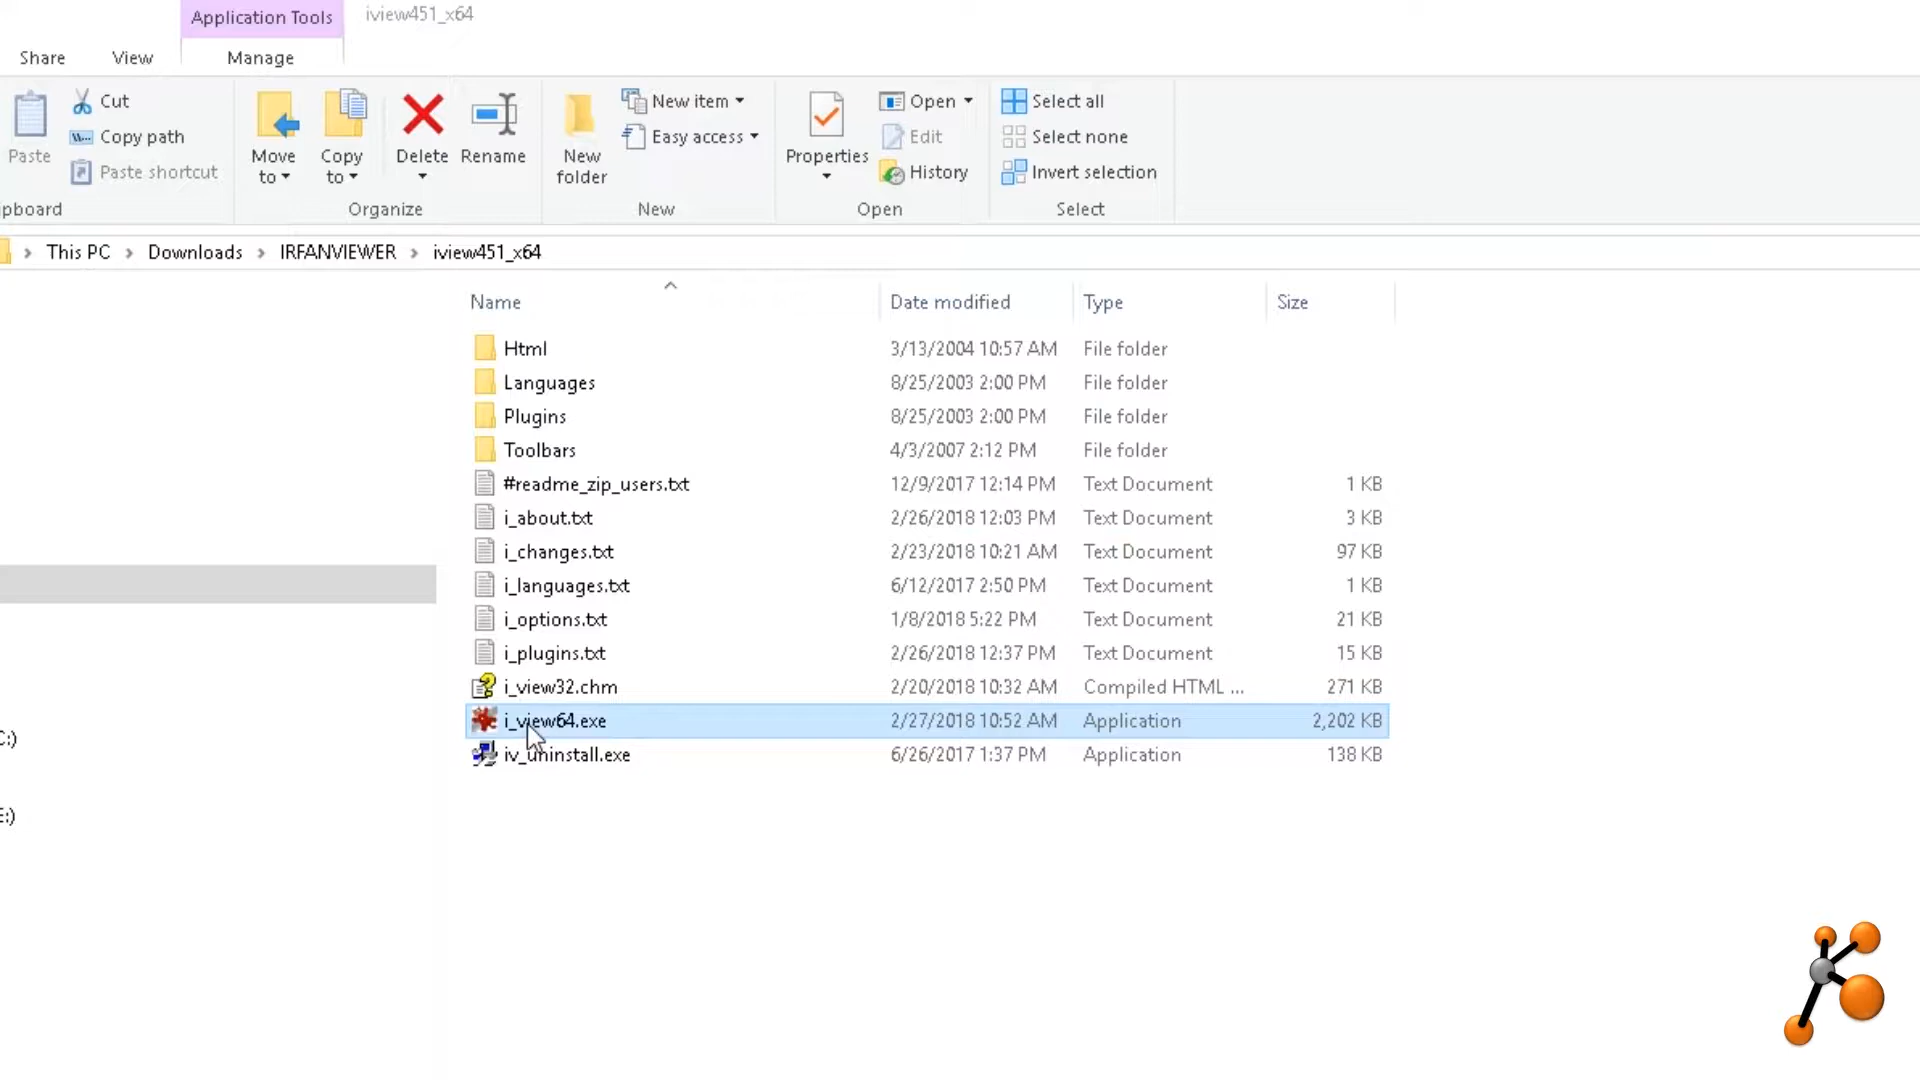 Application Tools iview451_x64
Share View Manage
Paste
Cut
Copy path
Paste shortcut
pboard
Move to
Copy to
Delete
Rename
Organize
New folder
New item
Easy access
New
Properties
Open
Edit
History
Open
Select all
Select none
Invert selection
Select
This PC > Downloads > IRFANVIEWER > iview451_x64
Name Date modified Type Size
Html 3/13/2004 10:57 AM File folder
Languages 8/25/2003 2:00 PM File folder
Plugins 8/25/2003 2:00 PM File folder
Toolbars 4/3/2007 2:12 PM File folder
#readme_zip_users.txt 12/9/2017 12:14 PM Text Document 1 KB
i_about.txt 2/26/2018 12:03 PM Text Document 3 KB
i_changes.txt 2/23/2018 10:21 AM Text Document 97 KB
i_languages.txt 6/12/2017 2:50 PM Text Document 1 KB
i_options.txt 1/8/2018 5:22 PM Text Document 21 KB
i_plugins.txt 2/26/2018 12:37 PM Text Document 15 KB
i_view32.chm 2/20/2018 10:32 AM Compiled HTML ... 271 KB
i_view64.exe 2/27/2018 10:52 AM Application 2,202 KB
C:)
iv_uninstall.exe 6/26/2017 1:37 PM Application 138 KB
E:)